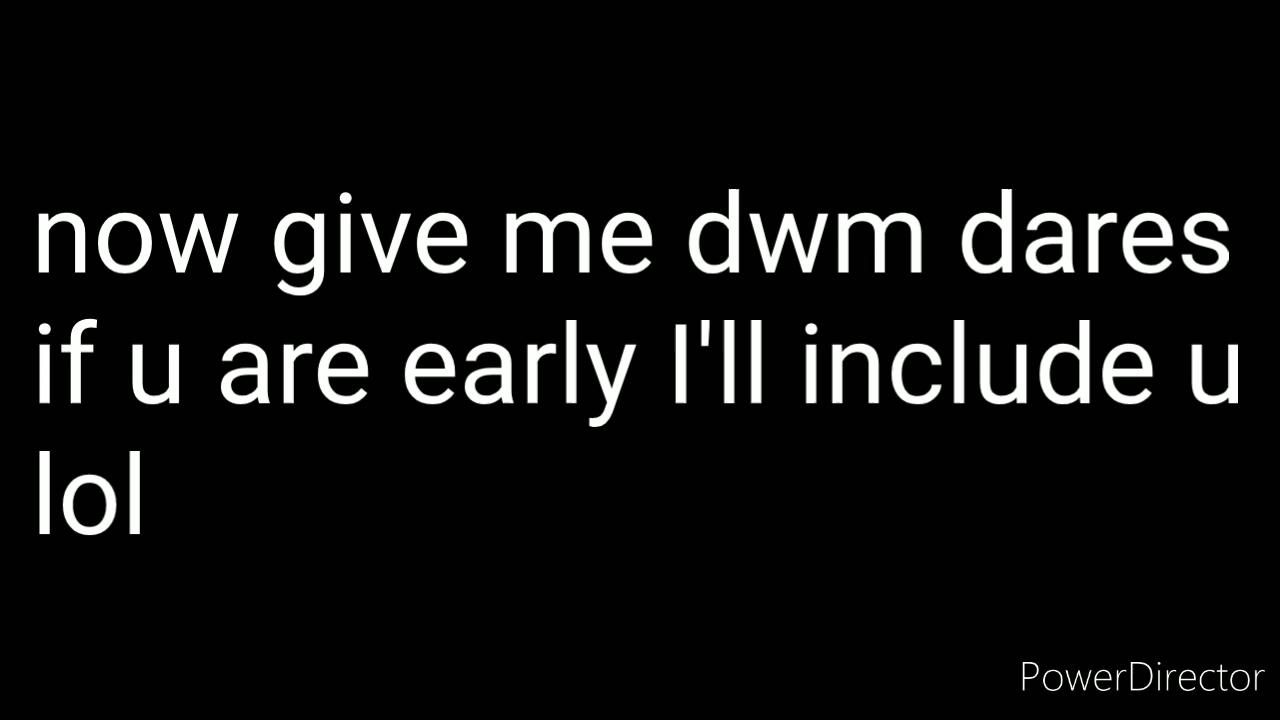 now give me dwm dares
if u are early I'll include u
lol
PowerDirector